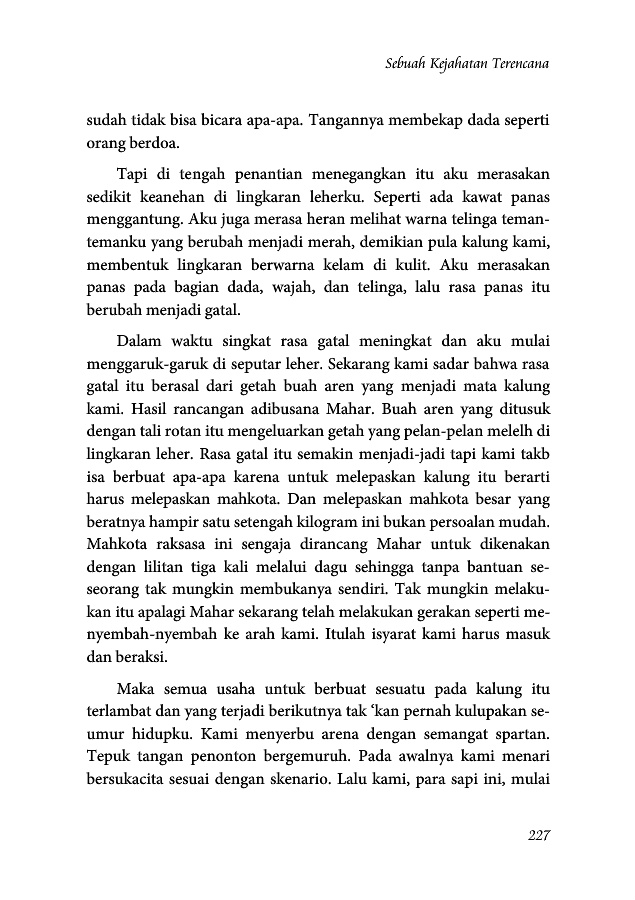 Sebuah Kejahatan Terencana
sudah tidak bisa bicara apa-apa. Tangannya membekap dada seperti
orang berdoa.
Tapi di tengah penantian menegangkan itu aku merasakan
sedikit keanehan di lingkaran leherku. Seperti ada kawat panas
menggantung. Aku juga merasa heran melihat warna telinga teman-
temanku yang berubah menjadi merah, demikian pula kalung kami,
membentuk lingkaran berwarna kelam di kulit. Aku merasakan
panas pada bagian dada, wajah, dan telinga, lalu rasa panas itu
berubah menjadi gatal.
Dalam waktu singkat rasa gatal meningkat dan aku mulai
menggaruk-garuk di seputar leher. Sekarang kami sadar bahwa rasa
gatal itu berasal dari getah buah aren yang menjadi mata kalung
kami. Hasil rancangan adibusana Mahar. Buah aren yang ditusuk
dengan tali rotan itu mengeluarkan getah yang pelan-pelan melelh di
lingkaran leher. Rasa gatal itu semakin menjadi-jadi tapi kami takb
isa berbuat apa-apa karena untuk melepaskan kalung itu berarti
harus melepaskan mahkota. Dan melepaskan mahkota besar yang
beratnya hampir satu setengah kilogram ini bukan persoalan mudah.
Mahkota raksasa ini sengaja dirancang Mahar untuk dikenakan
dengan lilitan tiga kali melalui dagu sehingga tanpa bantuan se-
seorang tak mungkin membukanya sendiri. Tak mungkin melaku-
kan itu apalagi Mahar sekarang telah melakukan gerakan seperti me-
nyembah-nyembah ke arah kami. Itulah isyarat kami harus masuk
dan beraksi.
Maka semua usaha untuk berbuat sesuatu pada kalung itu
terlambat dan yang terjadi berikutnya tak ‘kan pernah kulupakan se-
umur hidupku. Kami menyerbu arena dengan semangat spartan.
Tepuk tangan penonton bergemuruh. Pada awalnya kami menari
bersukacita sesuai dengan skenario. Lalu kami, para sapi ini, mulai
227